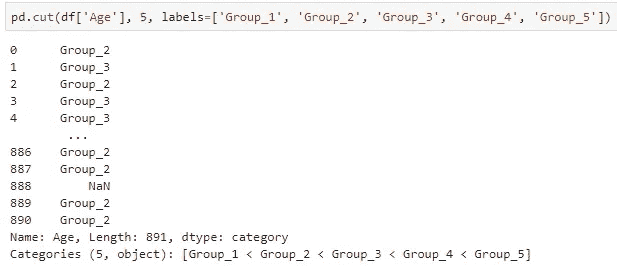 pd.cut(df['Age'], 5, labels=['Group_1', 'Group_2', 'Group_3', 'Group_4', 'Group_5'])
0      Group_2
1      Group_3
2      Group_2
3      Group_3
4      Group_3
        ...
886    Group_2
887    Group_2
888        NaN
889    Group_2
890    Group_2
Name: Age, Length: 891, dtype: category
Categories (5, object): [Group_1 < Group_2 < Group_3 < Group_4 < Group_5]